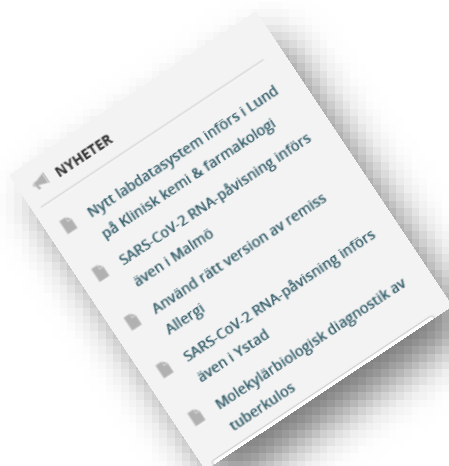 NYHETER
Nytt labdatasystem införs i Lund
på Klinisk kemi & farmakologi
SARS-CoV-2 RNA-påvisning införs
även i Malmö
Använd rätt version av remiss
Allergi
SARS-CoV-2 RNA-påvisning införs
även i Ystad
Molekylärbiologisk diagnostik av
tuberkulos